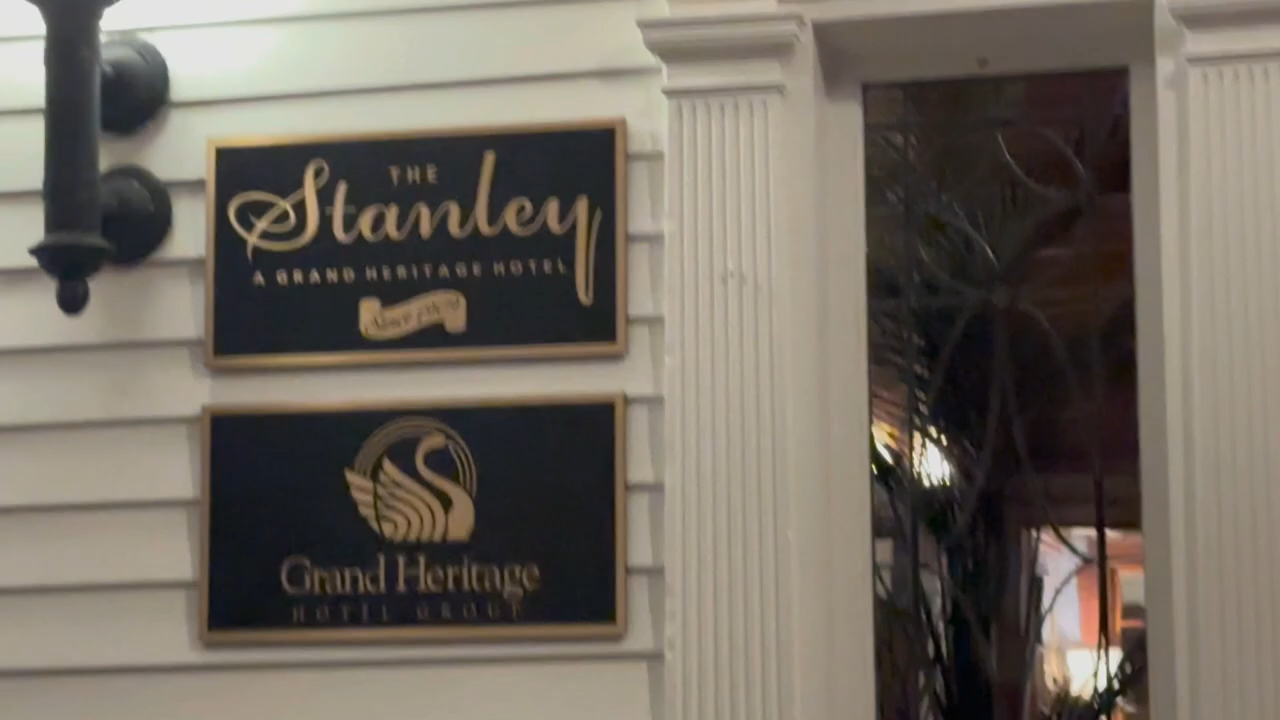 THE
Stanley
A GRAND HERITAGE HOTEL
Grand Heritage
HOTEL GROUP